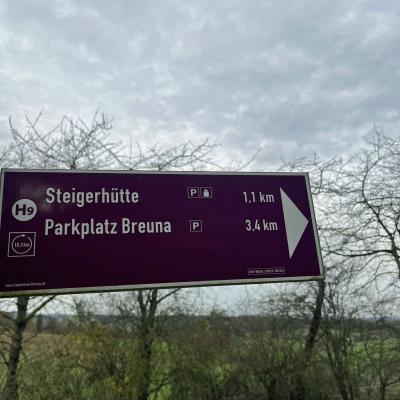 Steigerhütte P 1,1 km
H9
Parkplatz Breuna P 3,4 km